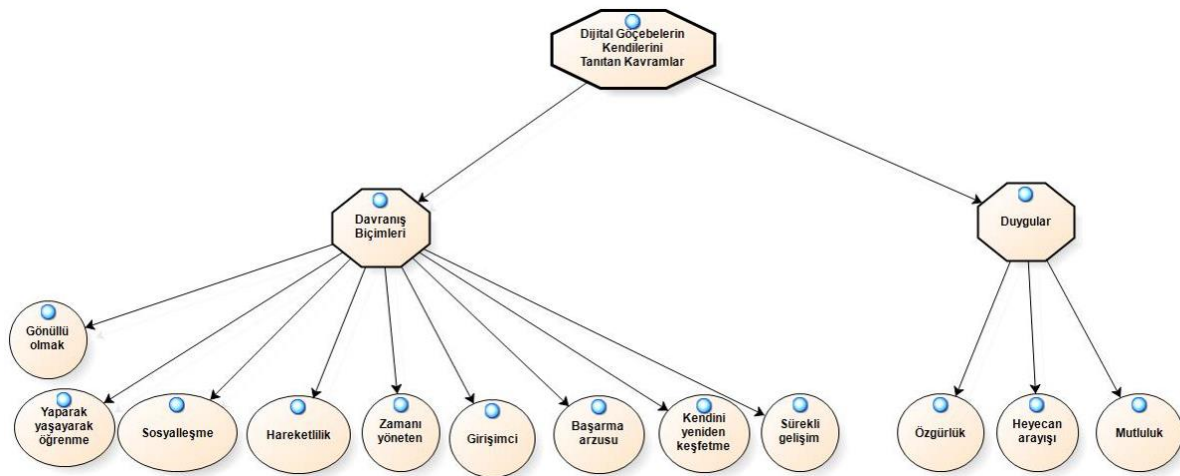 Dijital Göçebelerin
Kendilerini
Tanıtan Kavramlar
Davranış
Biçimleri
Duygular
Gönüllü
olmak
Yaparak
yaşayarak
öğrenme
Sosyalleşme
Hareketlilik
Zamanı
yöneten
Girişimci
Başarma
arzusu
Kendini
yeniden
keşfetme
Sürekli
gelişim
Özgürlük
Heyecan
arayışı
Mutluluk